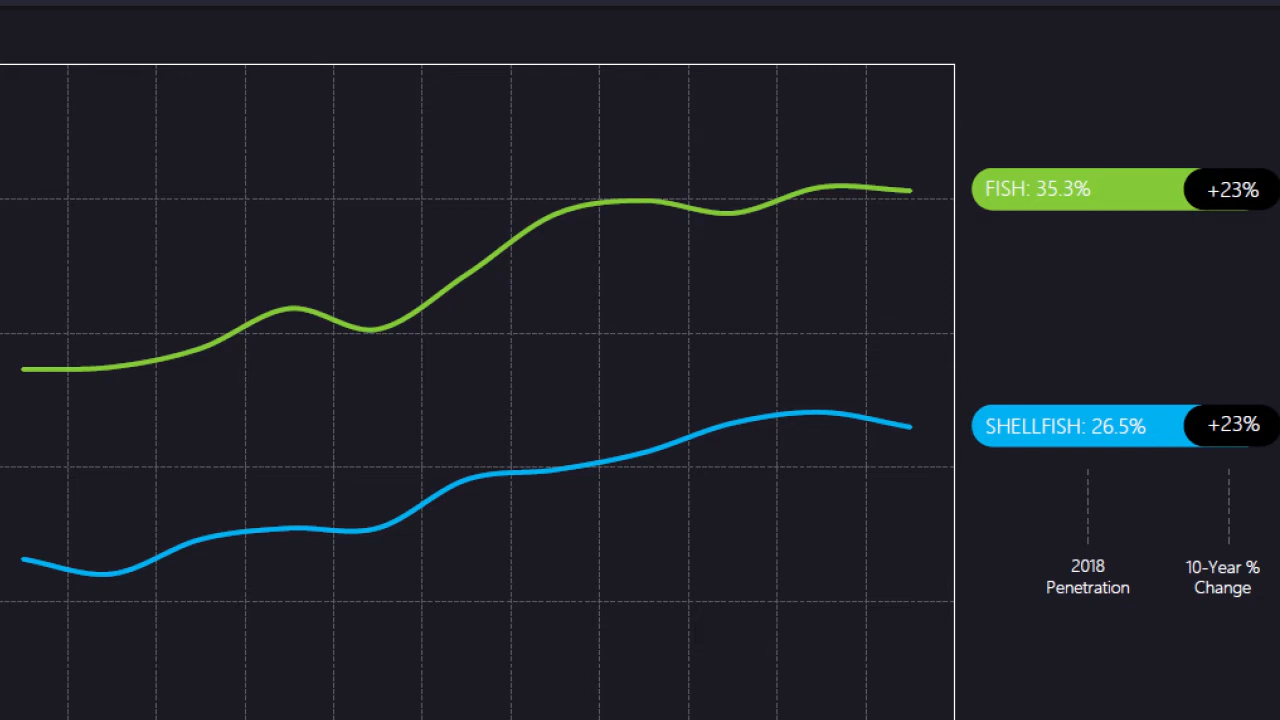 FISH: 35.3%
+23%
SHELLFISH: 26.5%
+23%
2018
Penetration
10-Year %
Change